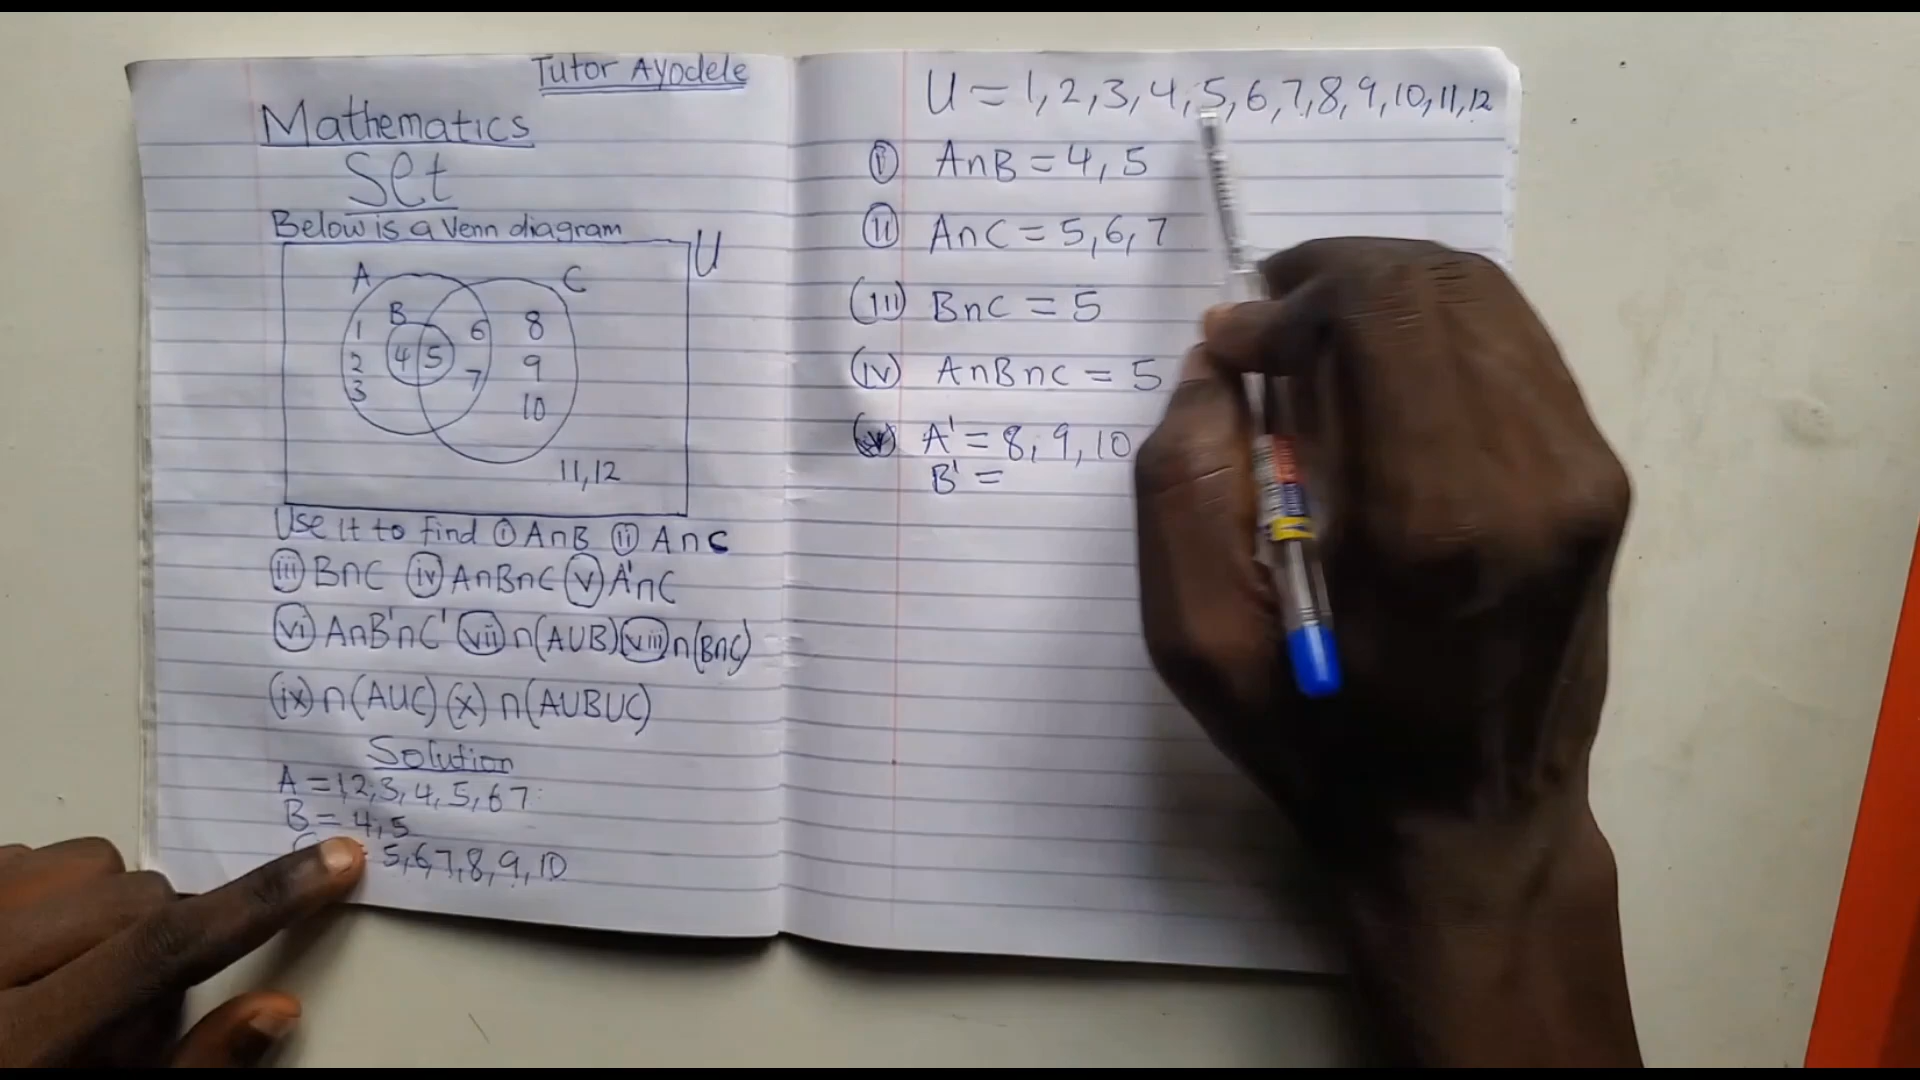 Tutor Ayodele
Mathematics
Set
Below is a Venn diagram
U
A C
B
1 6 8
4 5
2 9
3 7
10
11,12
Use it to find (i) A∩B (ii) A∩C
(iii) B∩C (iv) A∩B∩C (v) A'∩C
(vi) A∩B'∩C' (vii) n(AUB) (viii) n(B∩C)
(ix) n(AUC) (x) n(AUBUC)
Solution
A = 1,2,3,4,5,6 7
B = 4,5
= 5,6,7,8,9,10
U = 1,2,3,4,5,6,7,8,9,10,11,12
(i) A∩B = 4, 5
(ii) A∩C = 5,6,7
(iii) B∩C = 5
(iv) A∩B∩C = 5
(v) A' = 8, 9, 10
B' =